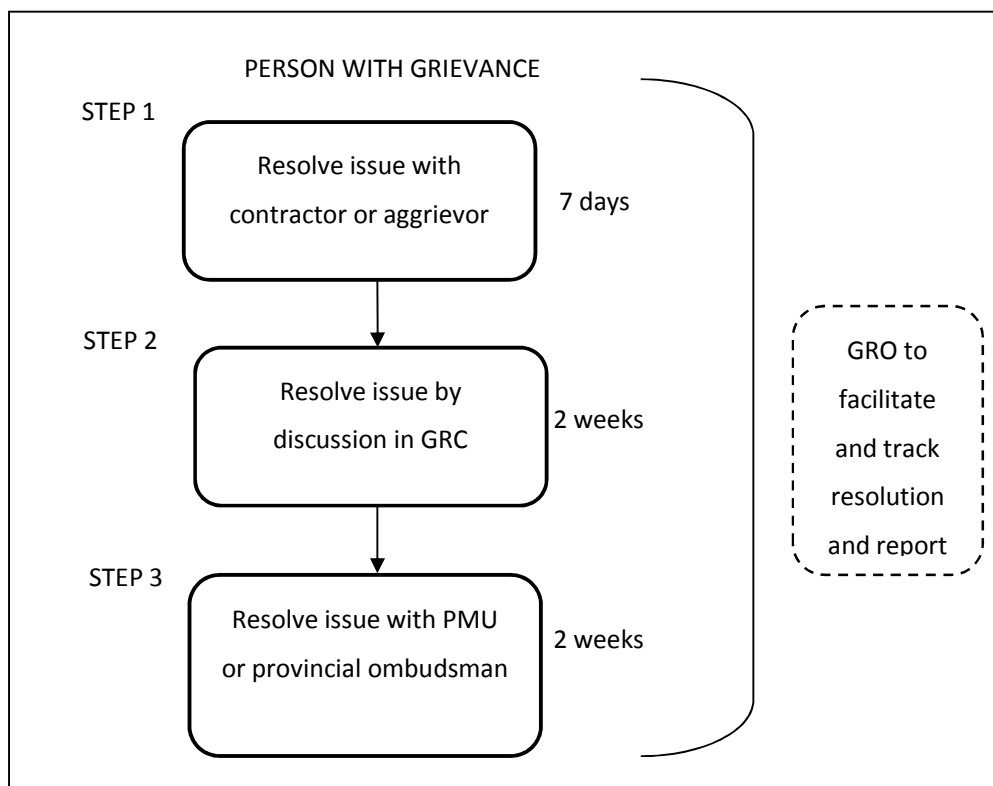 PERSON WITH GRIEVANCE
STEP 1
Resolve issue with
contractor or aggrievor
7 days
STEP 2
Resolve issue by
discussion in GRC
2 weeks
STEP 3
Resolve issue with PMU
or provincial ombudsman
2 weeks
GRO to
facilitate
and track
resolution
and report